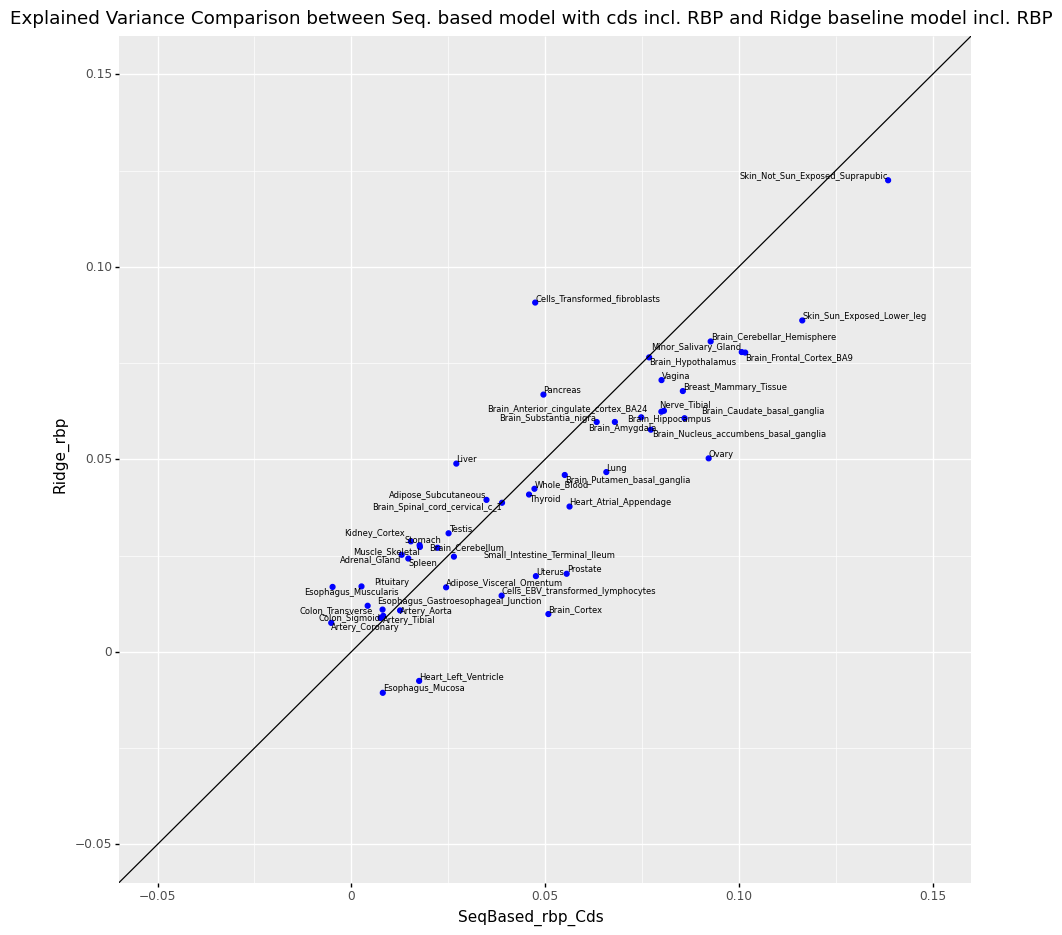 Explained Variance Comparison between Seq. based model with cds incl. RBP and Ridge baseline model incl. RBP
0.15
Skin_Not_Sun_Exposed_Suprapubic
0.10
Cells_Transformed_fibroblasts
Skin_Sun_Exposed_Lower_leg
Brain_Cerebellar_Hemisphere
Minor_Salivary_Gland
Brain_Frontal_Cortex_BA9
Brain_Hypothalamus
Vagina
Breast_Mammary_Tissue
Pancreas
Nerve_Tibial
Brain_Anterior_cingulate_cortex_BA24
Brain_Caudate_basal_ganglia
Brain_Substantia_nigra
Brain_Hippocampus
Brain_Amygdala
Brain_Nucleus_accumbens_basal_ganglia
Ovary
Liver
0.05
Lung
Brain_Putamen_basal_ganglia
Whole_Blood
Adipose_Subcutaneous
Thyroid
Heart_Atrial_Appendage
Brain_Spinal_cord_cervical_c_1
Testis
Kidney_Cortex
Stomach
Brain_Cerebellum
Muscle_Skeletal
Small_Intestine_Terminal_Ileum
Adrenal_Gland
Spleen
Uterus
Prostate
Pituitary
Adipose_Visceral_Omentum
Esophagus_Muscularis
Cells_EBV_transformed_lymphocytes
Esophagus_Gastroesophageal_Junction
Colon_Transverse
Artery_Aorta
Brain_Cortex
Colon_Sigmoid
Artery_Tibial
Artery_Coronary
0
Heart_Left_Ventricle
Esophagus_Mucosa
−0.05
−0.05
0
0.05
0.10
0.15
SeqBased_rbp_Cds
Ridge_rbp